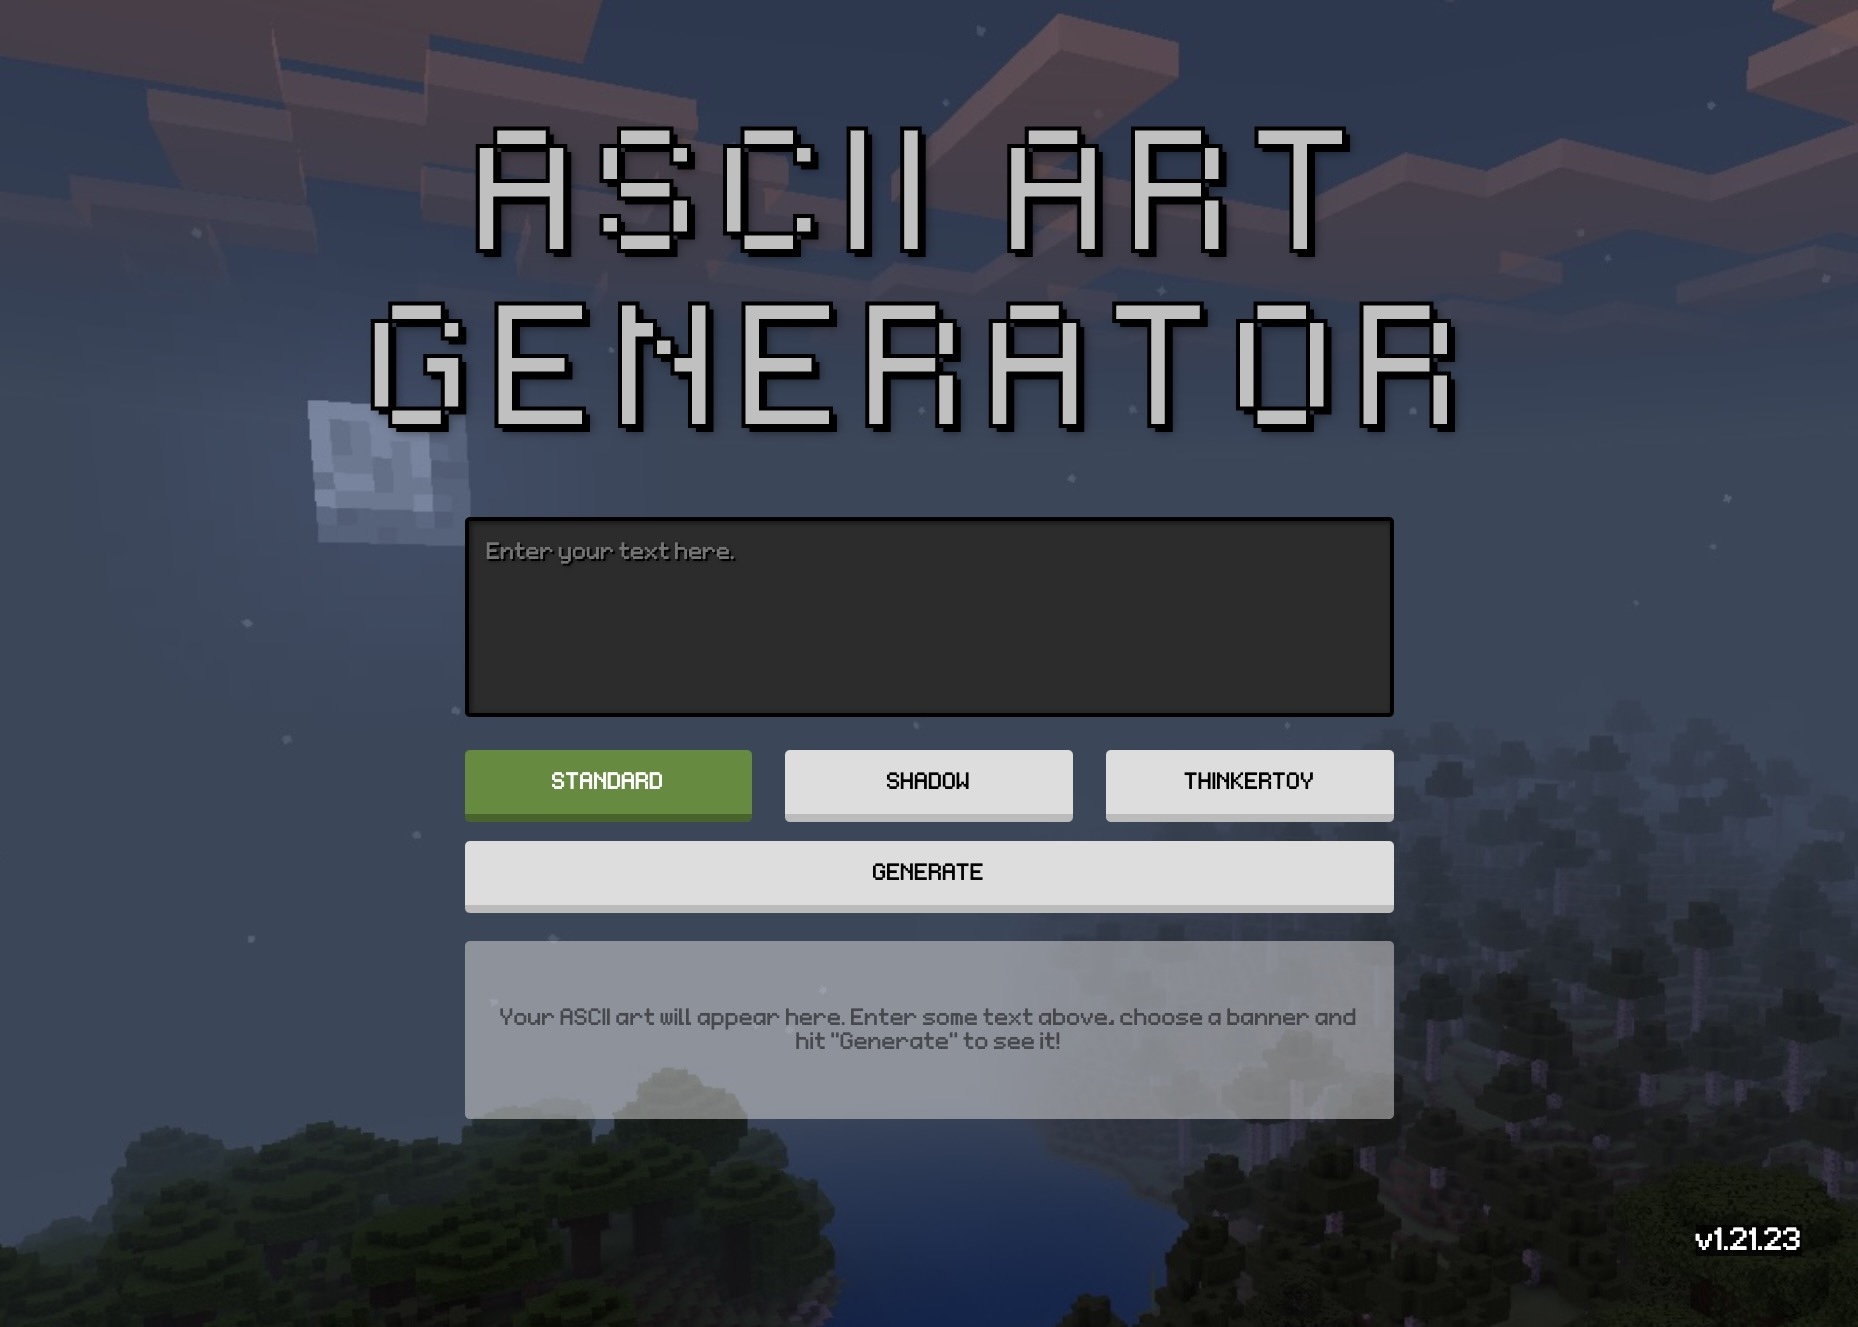 ASCII ART
GENERATOR
Enter your text here.
STANDARD
SHADOW
THINKERTOY
GENERATE
Your ASCII art will appear here. Enter some text above, choose a banner and
hit "Generate" to see it!
v1.21.23